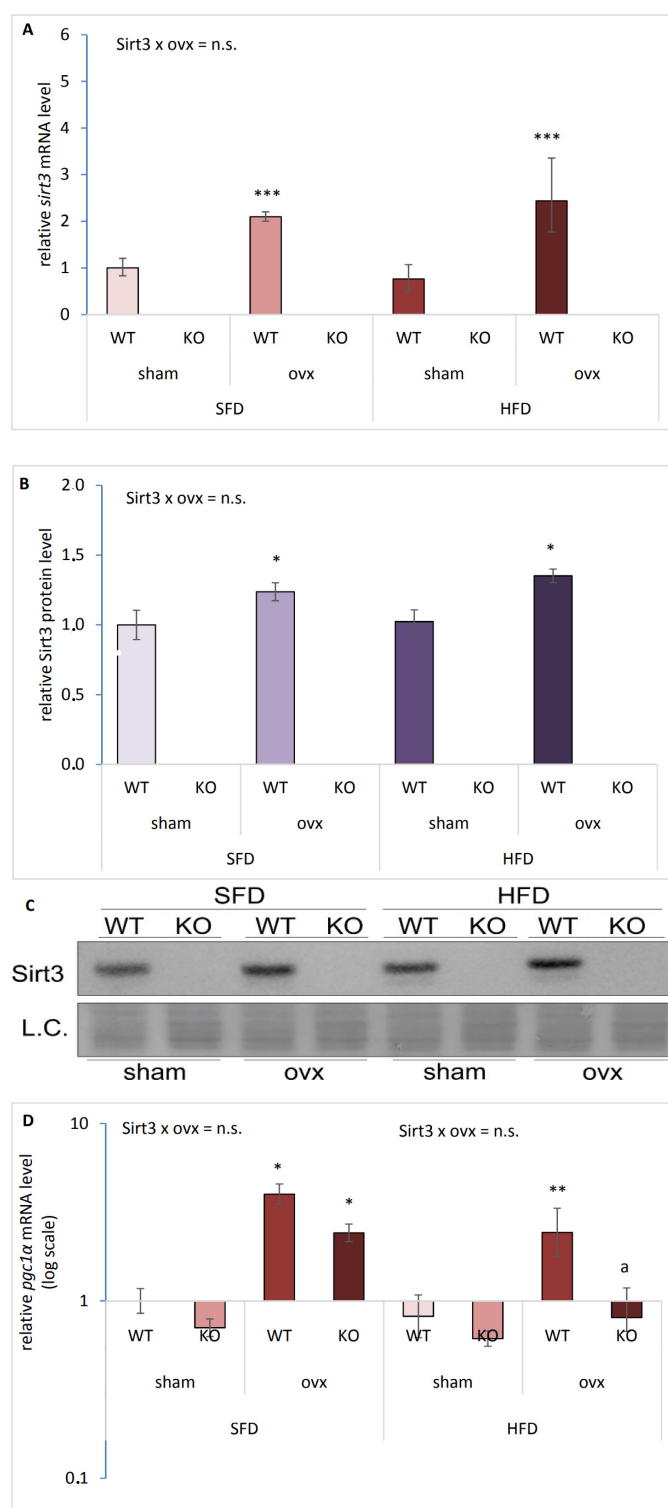 A
Sirt3 x ovx = n.s.
relative sirt3 mRNA level
6
5
4
3
2
1
0
***
***
WT KO WT KO WT KO WT KO
sham ovx sham ovx
SFD HFD
B
Sirt3 x ovx = n.s.
relative Sirt3 protein level
2.0
1.5
1.0
0.5
0.0
*
*
WT KO WT KO WT KO WT KO
sham ovx sham ovx
SFD HFD
C
SFD HFD
WT KO WT KO WT KO WT KO
Sirt3
L.C.
sham ovx sham ovx
D
Sirt3 x ovx = n.s. Sirt3 x ovx = n.s.
relative pgc1α mRNA level
(log scale)
10
1
0.1
*
*
**
a
WT KO WT KO WT KO WT KO
sham ovx sham ovx
SFD HFD